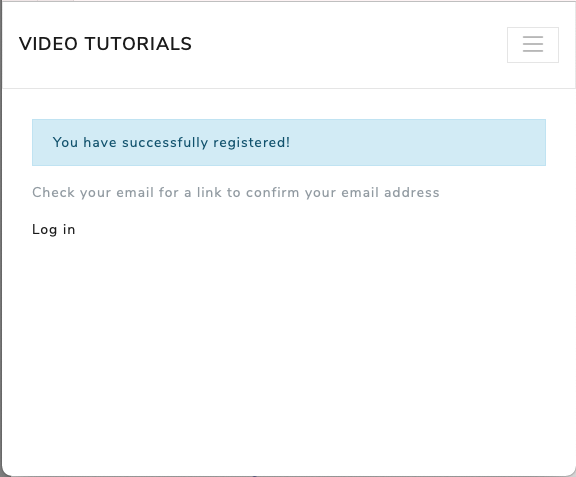 VIDEO TUTORIALS
You have successfully registered!
Check your email for a link to confirm your email address
Log in